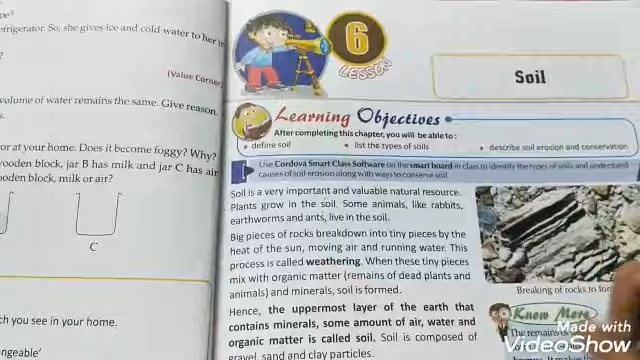 efrigerator. So, she gives ice and cold water to her
(Value Corner
volume of water remains the same. Give reason.
or at your home. Does it become foggy? Why?
ooden block, jar B has milk and jar C has air
oden block, milk or air?
C
ch you see in your home.
ngeable'
6
LESSON
Soil
Learning Objectives
After completing this chapter, you will be able to :
• define soil • list the types of soils • describe soil erosion and conservation
Use Cordova Smart Class Software on the smart board in class to identify the types of soils and understand
causes of soil erosion along with ways to conserve soil
Soil is a very important and valuable natural resource.
Plants grow in the soil. Some animals, like rabbits,
earthworms and ants, live in the soil.
Big pieces of rocks breakdown into tiny pieces by the
heat of the sun, moving air and running water. This
process is called weathering. When these tiny pieces
mix with organic matter (remains of dead plants and
animals) and minerals, soil is formed.
Hence, the uppermost layer of the earth that
contains minerals, some amount of air, water and
organic matter is called soil. Soil is composed of
gravel, sand and clay particles.
Breaking of rocks to for
Know More
The remains of
Made with
VideoShow